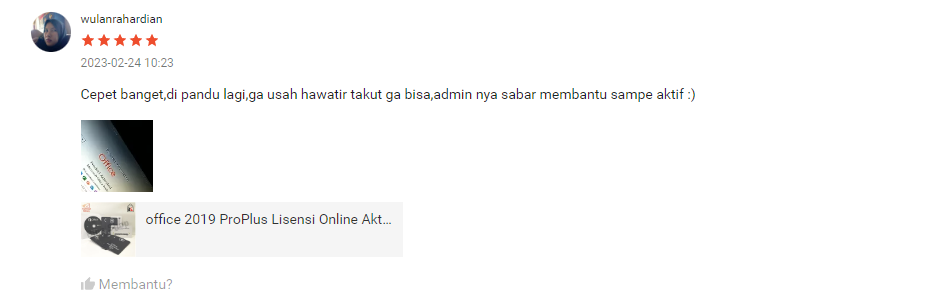 wulanrahardian
2023-02-24 10:23
Cepet banget,di pandu lagi,ga usah hawatir takut ga bisa,admin nya sabar membantu sampe aktif :)
Office
office 2019 ProPlus Lisensi Online Akt...
Membantu?